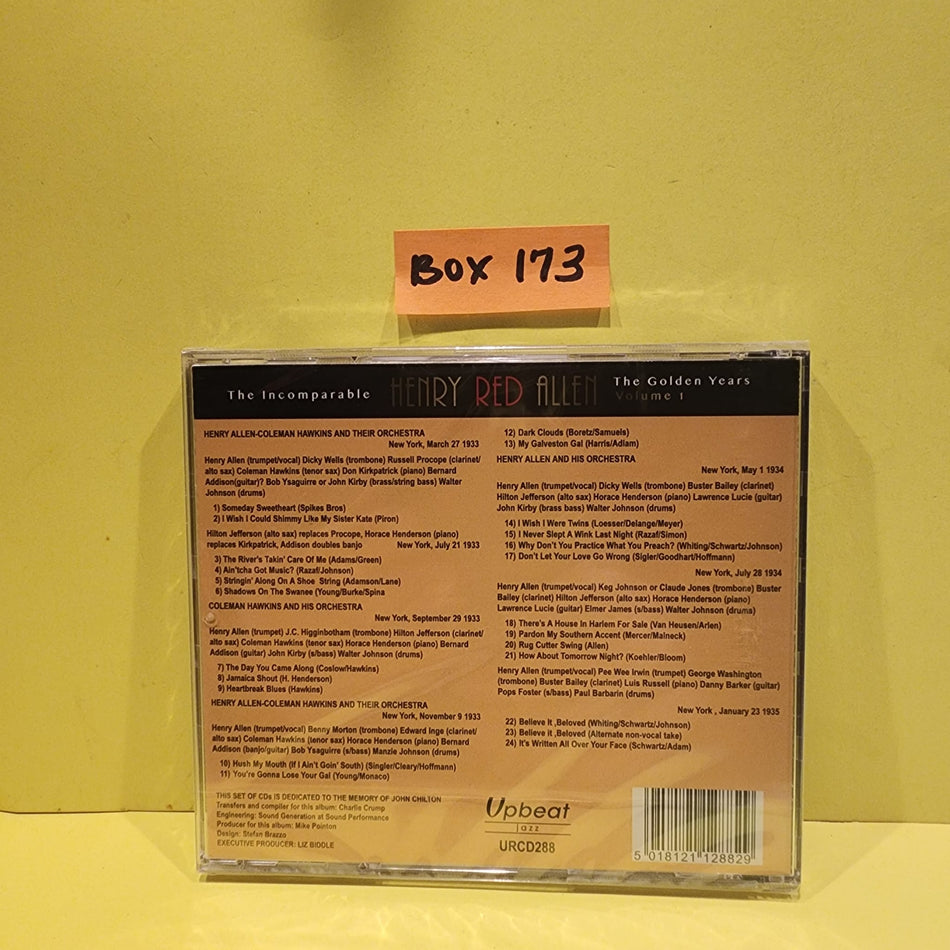 Box 173
The Incomparable HENRY RED ALLEN The Golden Years
Volume 1
HENRY ALLEN-COLEMAN HAWKINS AND THEIR ORCHESTRA
New York, March 27 1933
Henry Allen (trumpet/vocal) Dicky Wells (trombone) Russell Procope (clarinet/
alto sax) Coleman Hawkins (tenor sax) Don Kirkpatrick (piano) Bernard
Addison(guitar)? Bob Ysaguirre or John Kirby (brass/string bass) Walter
Johnson (drums)
1) Someday Sweetheart (Spikes Bros)
2) I Wish I Could Shimmy Like My Sister Kate (Piron)
Hilton Jefferson (alto sax) replaces Procope, Horace Henderson (piano)
replaces Kirkpatrick, Addison doubles banjo New York, July 21 1933
3) The River's Takin' Care Of Me (Adams/Green)
4) Ain'tcha Got Music? (Razaf/Johnson)
5) Stringin' Along On A Shoe String (Adamson/Lane)
6) Shadows On The Swanee (Young/Burke/Spina
COLEMAN HAWKINS AND HIS ORCHESTRA
New York, September 29 1933
Henry Allen (trumpet) J.C. Higginbotham (trombone) Hilton Jefferson (clarinet/
alto sax) Coleman Hawkins (tenor sax) Horace Henderson (piano) Bernard
Addison (guitar) John Kirby (s/bass) Walter Johnson (drums)
7) The Day You Came Along (Coslow/Hawkins)
8) Jamaica Shout (H. Henderson)
9) Heartbreak Blues (Hawkins)
HENRY ALLEN-COLEMAN HAWKINS AND THEIR ORCHESTRA
New York, November 9 1933
Henry Allen (trumpet/vocal) Benny Morton (trombone) Edward Inge (clarinet/
alto sax) Coleman Hawkins (tenor sax) Horace Henderson (piano) Bernard
Addison (banjo/guitar) Bob Ysaguirre (s/bass) Manzie Johnson (drums)
10) Hush My Mouth (If I Ain't Goin' South) (Singler/Cleary/Hoffmann)
11) You're Gonna Lose Your Gal (Young/Monaco)
12) Dark Clouds (Boretz/Samuels)
13) My Galveston Gal (Harris/Adlam)
HENRY ALLEN AND HIS ORCHESTRA
New York, May 1 1934
Henry Allen (trumpet/vocal) Dicky Wells (trombone) Buster Bailey (clarinet)
Hilton Jefferson (alto sax) Horace Henderson (piano) Lawrence Lucie (guitar)
John Kirby (brass bass) Walter Johnson (drums)
14) I Wish I Were Twins (Loesser/Delange/Meyer)
15) I Never Slept A Wink Last Night (Razaf/Simon)
16) Why Don't You Practice What You Preach? (Whiting/Schwartz/Johnson)
17) Don't Let Your Love Go Wrong (Sigler/Goodhart/Hoffmann)
New York, July 28 1934
Henry Allen (trumpet/vocal) Keg Johnson or Claude Jones (trombone) Buster
Bailey (clarinet) Hilton Jefferson (alto sax) Horace Henderson (piano)
Lawrence Lucie (guitar) Elmer James (s/bass) Walter Johnson (drums)
18) There's A House In Harlem For Sale (Van Heusen/Arlen)
19) Pardon My Southern Accent (Mercer/Malneck)
20) Rug Cutter Swing (Allen)
21) How About Tomorrow Night? (Koehler/Bloom)
Henry Allen (trumpet/vocal) Pee Wee Irwin (trumpet) George Washington
(trombone) Buster Bailey (clarinet) Luis Russell (piano) Danny Barker (guitar)
Pops Foster (s/bass) Paul Barbarin (drums)
New York , January 23 1935
22) Believe It ,Beloved (Whiting/Schwartz/Johnson)
23) Believe it ,Beloved (Alternate non-vocal take)
24) It's Written All Over Your Face (Schwartz/Adam)
THIS SET OF CDs IS DEDICATED TO THE MEMORY OF JOHN CHILTON
Transfers and compiler for this album: Charlie Crump
Engineering: Sound Generation at Sound Performance
Producer for this album: Mike Pointon
Design: Stefan Brazzo
EXECUTIVE PRODUCER: LIZ BIDDLE
Upbeat
jazz
URCD288
5 018121 128829